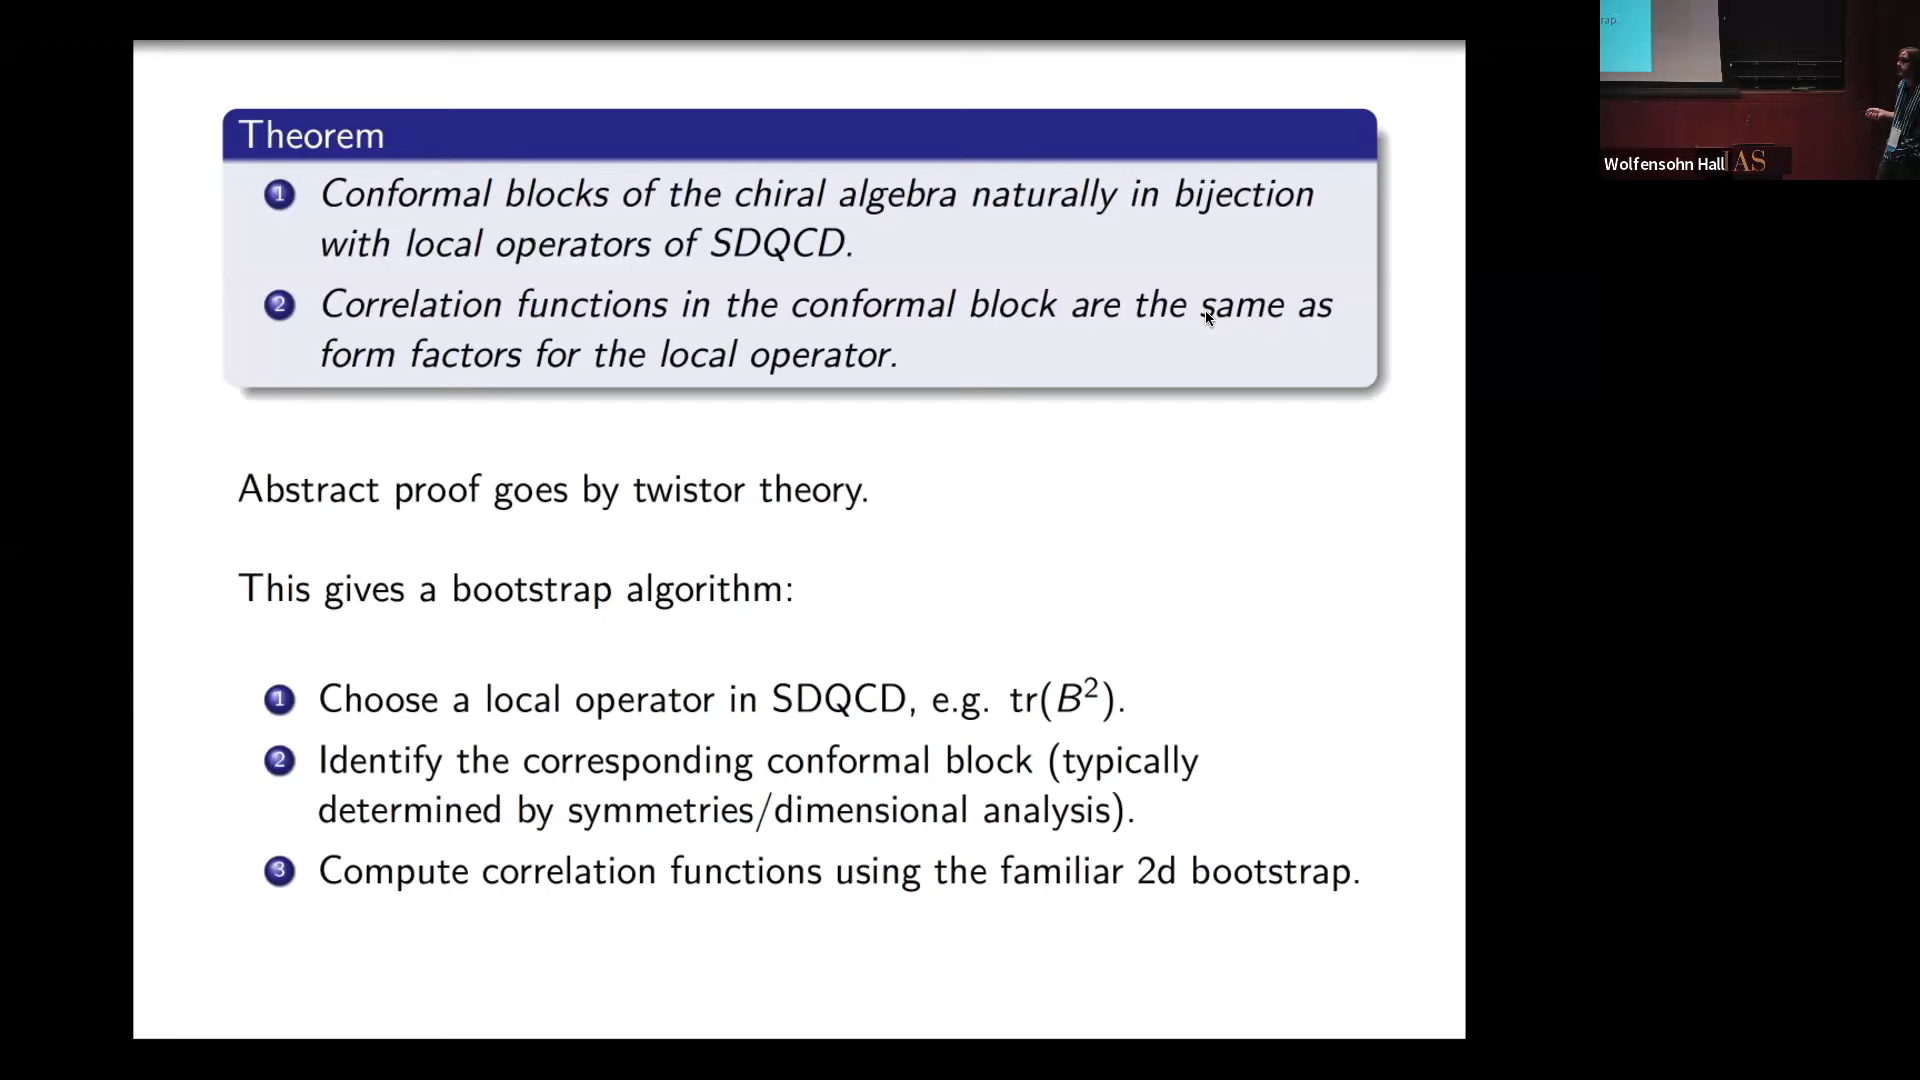 Theorem
1 Conformal blocks of the chiral algebra naturally in bijection
with local operators of SDQCD.
2 Correlation functions in the conformal block are the same as
form factors for the local operator.
Abstract proof goes by twistor theory.
This gives a bootstrap algorithm:
1 Choose a local operator in SDQCD, e.g. tr(B²).
2 Identify the corresponding conformal block (typically
determined by symmetries/dimensional analysis).
3 Compute correlation functions using the familiar 2d bootstrap.
rap.
Wolfensohn Hall
IAS